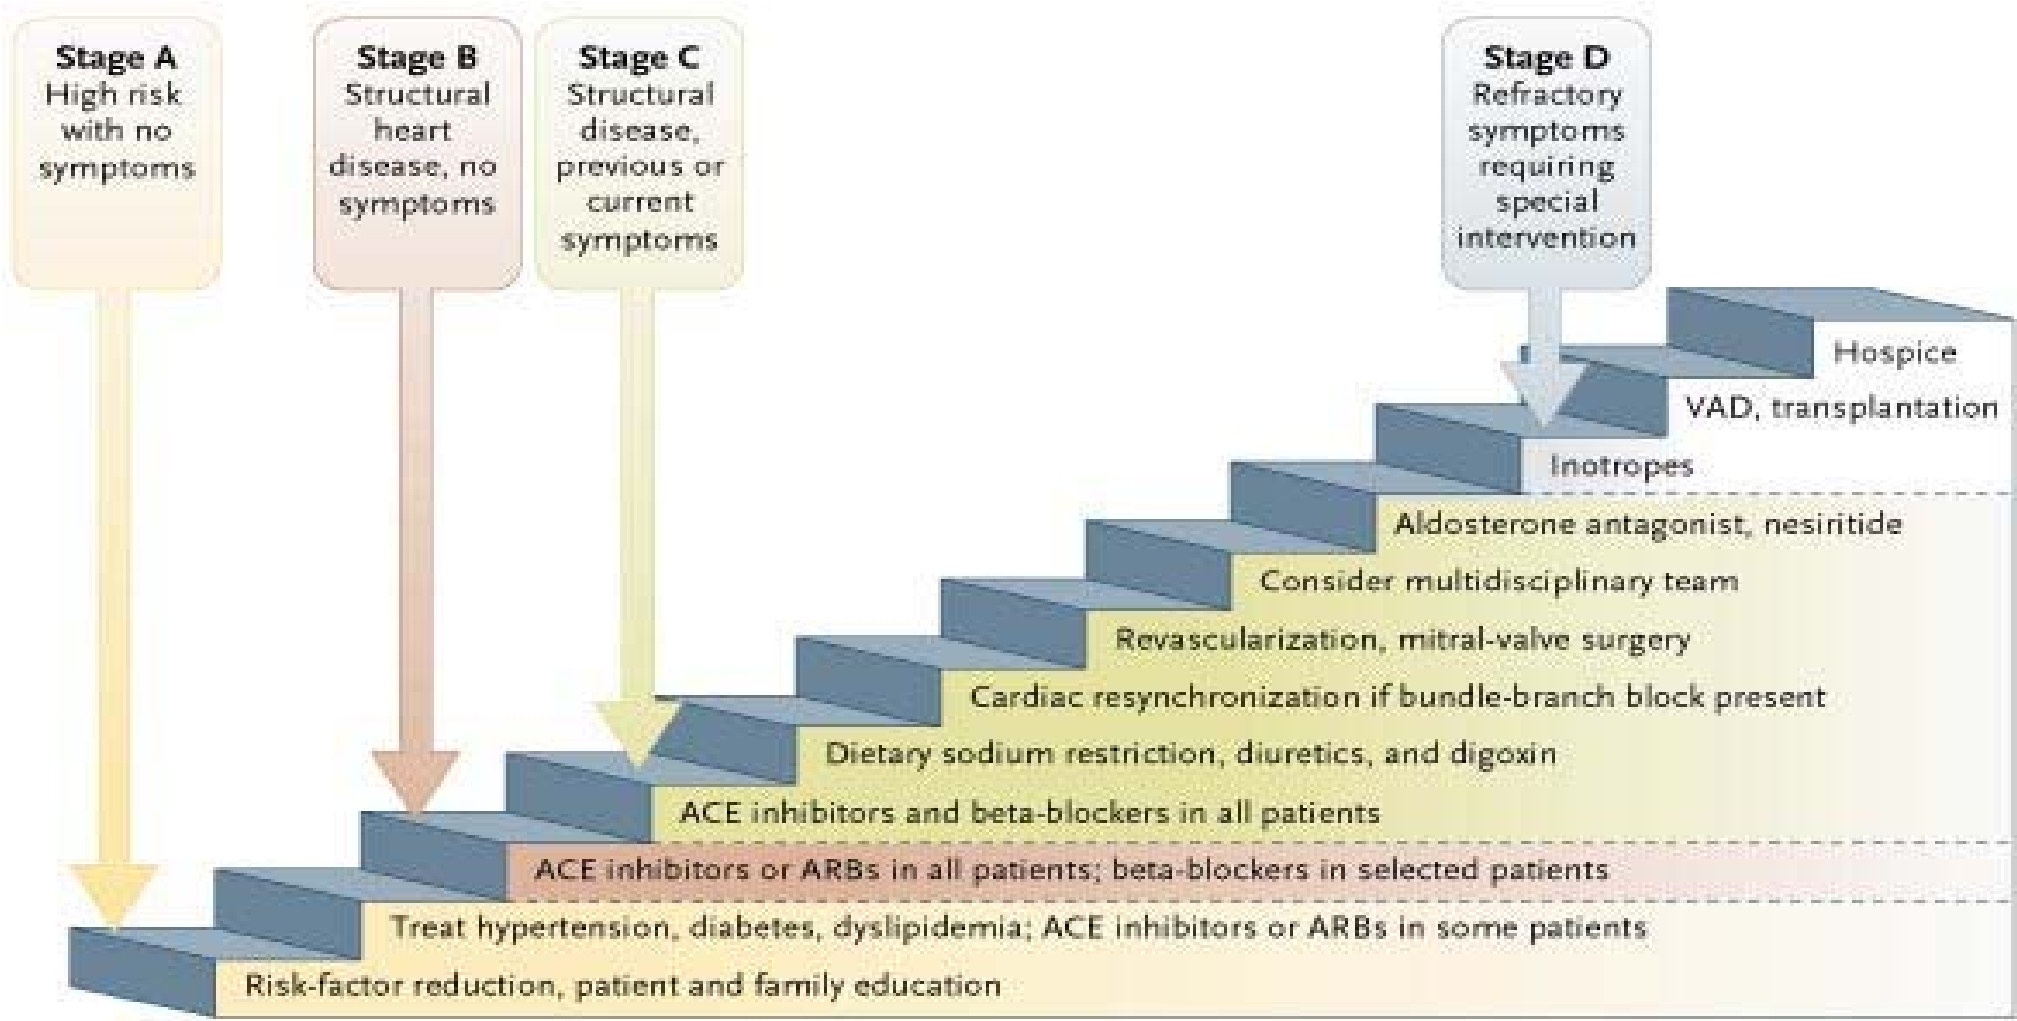 Stage A
High risk
with no
symptoms
Stage B
Structural
heart
disease, no
symptoms
Stage C
Structural
disease,
previous or
current
symptoms
Stage D
Refractory
symptoms
requiring
special
intervention
Hospice
VAD, transplantation
Inotropes
Aldosterone antagonist, nesiritide
Consider multidisciplinary team
Revascularization, mitral-valve surgery
Cardiac resynchronization if bundle-branch block present
Dietary sodium restriction, diuretics, and digoxin
ACE inhibitors and beta-blockers in all patients
ACE inhibitors or ARBs in all patients; beta-blockers in selected patients
Treat hypertension, diabetes, dyslipidemia; ACE inhibitors or ARBs in some patients
Risk-factor reduction, patient and family education